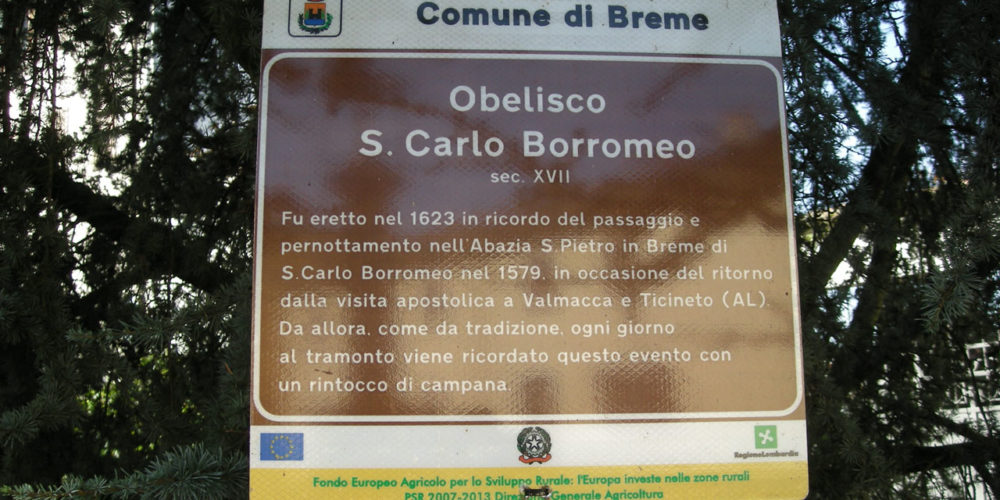 Comune di Breme
Obelisco
S. Carlo Borromeo
sec. XVII
Fu eretto nel 1623 in ricordo del passaggio e
pernottamento nell'Abazia S.Pietro in Breme di
S.Carlo Borromeo nel 1579, in occasione del ritorno
dalla visita apostolica a Valmacca e Ticineto (AL).
Da allora, come da tradizione, ogni giorno
al tramonto viene ricordato questo evento con
un rintocco di campana.
RegioneLombardia
Fondo Europeo Agricolo per lo Sviluppo Rurale: l'Europa investe nelle zone rurali
PSR 2007-2013 Direzione Generale Agricoltura